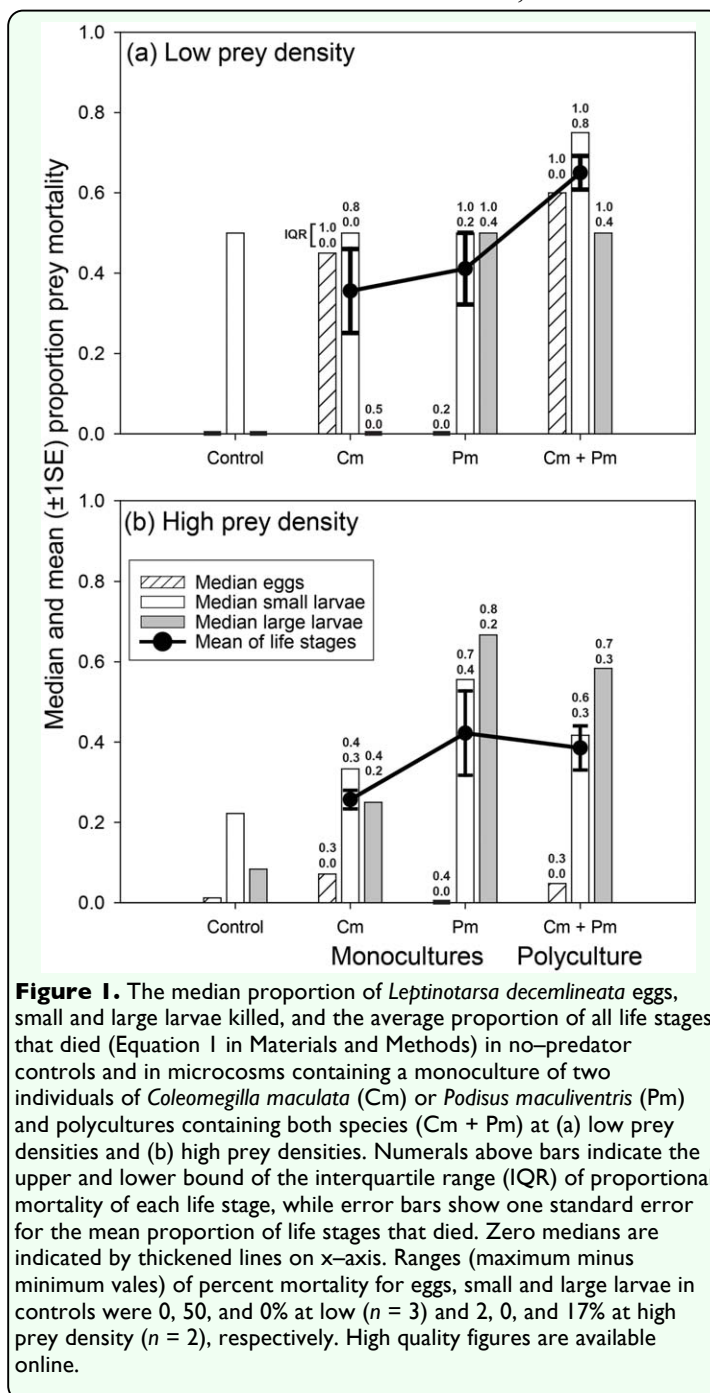 Median and mean (±1SE) proportion prey mortality
(a) Low prey density
1.0
0.8
0.6
0.4
0.2
0.0
IQR
1.0
0.0
0.8
0.0
0.5
0.0
0.2
0.0
1.0
0.2
1.0
0.4
1.0
0.0
1.0
0.8
1.0
0.4
Control Cm Pm Cm + Pm
(b) High prey density
1.0
0.8
0.6
0.4
0.2
0.0
Median eggs
Median small larvae
Median large larvae
Mean of life stages
0.3
0.0
0.4
0.3
0.4
0.2
0.4
0.0
0.7
0.4
0.8
0.2
0.3
0.0
0.6
0.3
0.7
0.3
Control Cm Pm Cm + Pm
Monocultures Polyculture
Figure 1. The median proportion of Leptinotarsa decemlineata eggs,
small and large larvae killed, and the average proportion of all life stages
that died (Equation 1 in Materials and Methods) in no–predator
controls and in microcosms containing a monoculture of two
individuals of Coleomegilla maculata (Cm) or Podisus maculiventris (Pm)
and polycultures containing both species (Cm + Pm) at (a) low prey
densities and (b) high prey densities. Numerals above bars indicate the
upper and lower bound of the interquartile range (IQR) of proportional
mortality of each life stage, while error bars show one standard error
for the mean proportion of life stages that died. Zero medians are
indicated by thickened lines on x–axis. Ranges (maximum minus
minimum vales) of percent mortality for eggs, small and large larvae in
controls were 0, 50, and 0% at low (n = 3) and 2, 0, and 17% at high
prey density (n = 2), respectively. High quality figures are available
online.